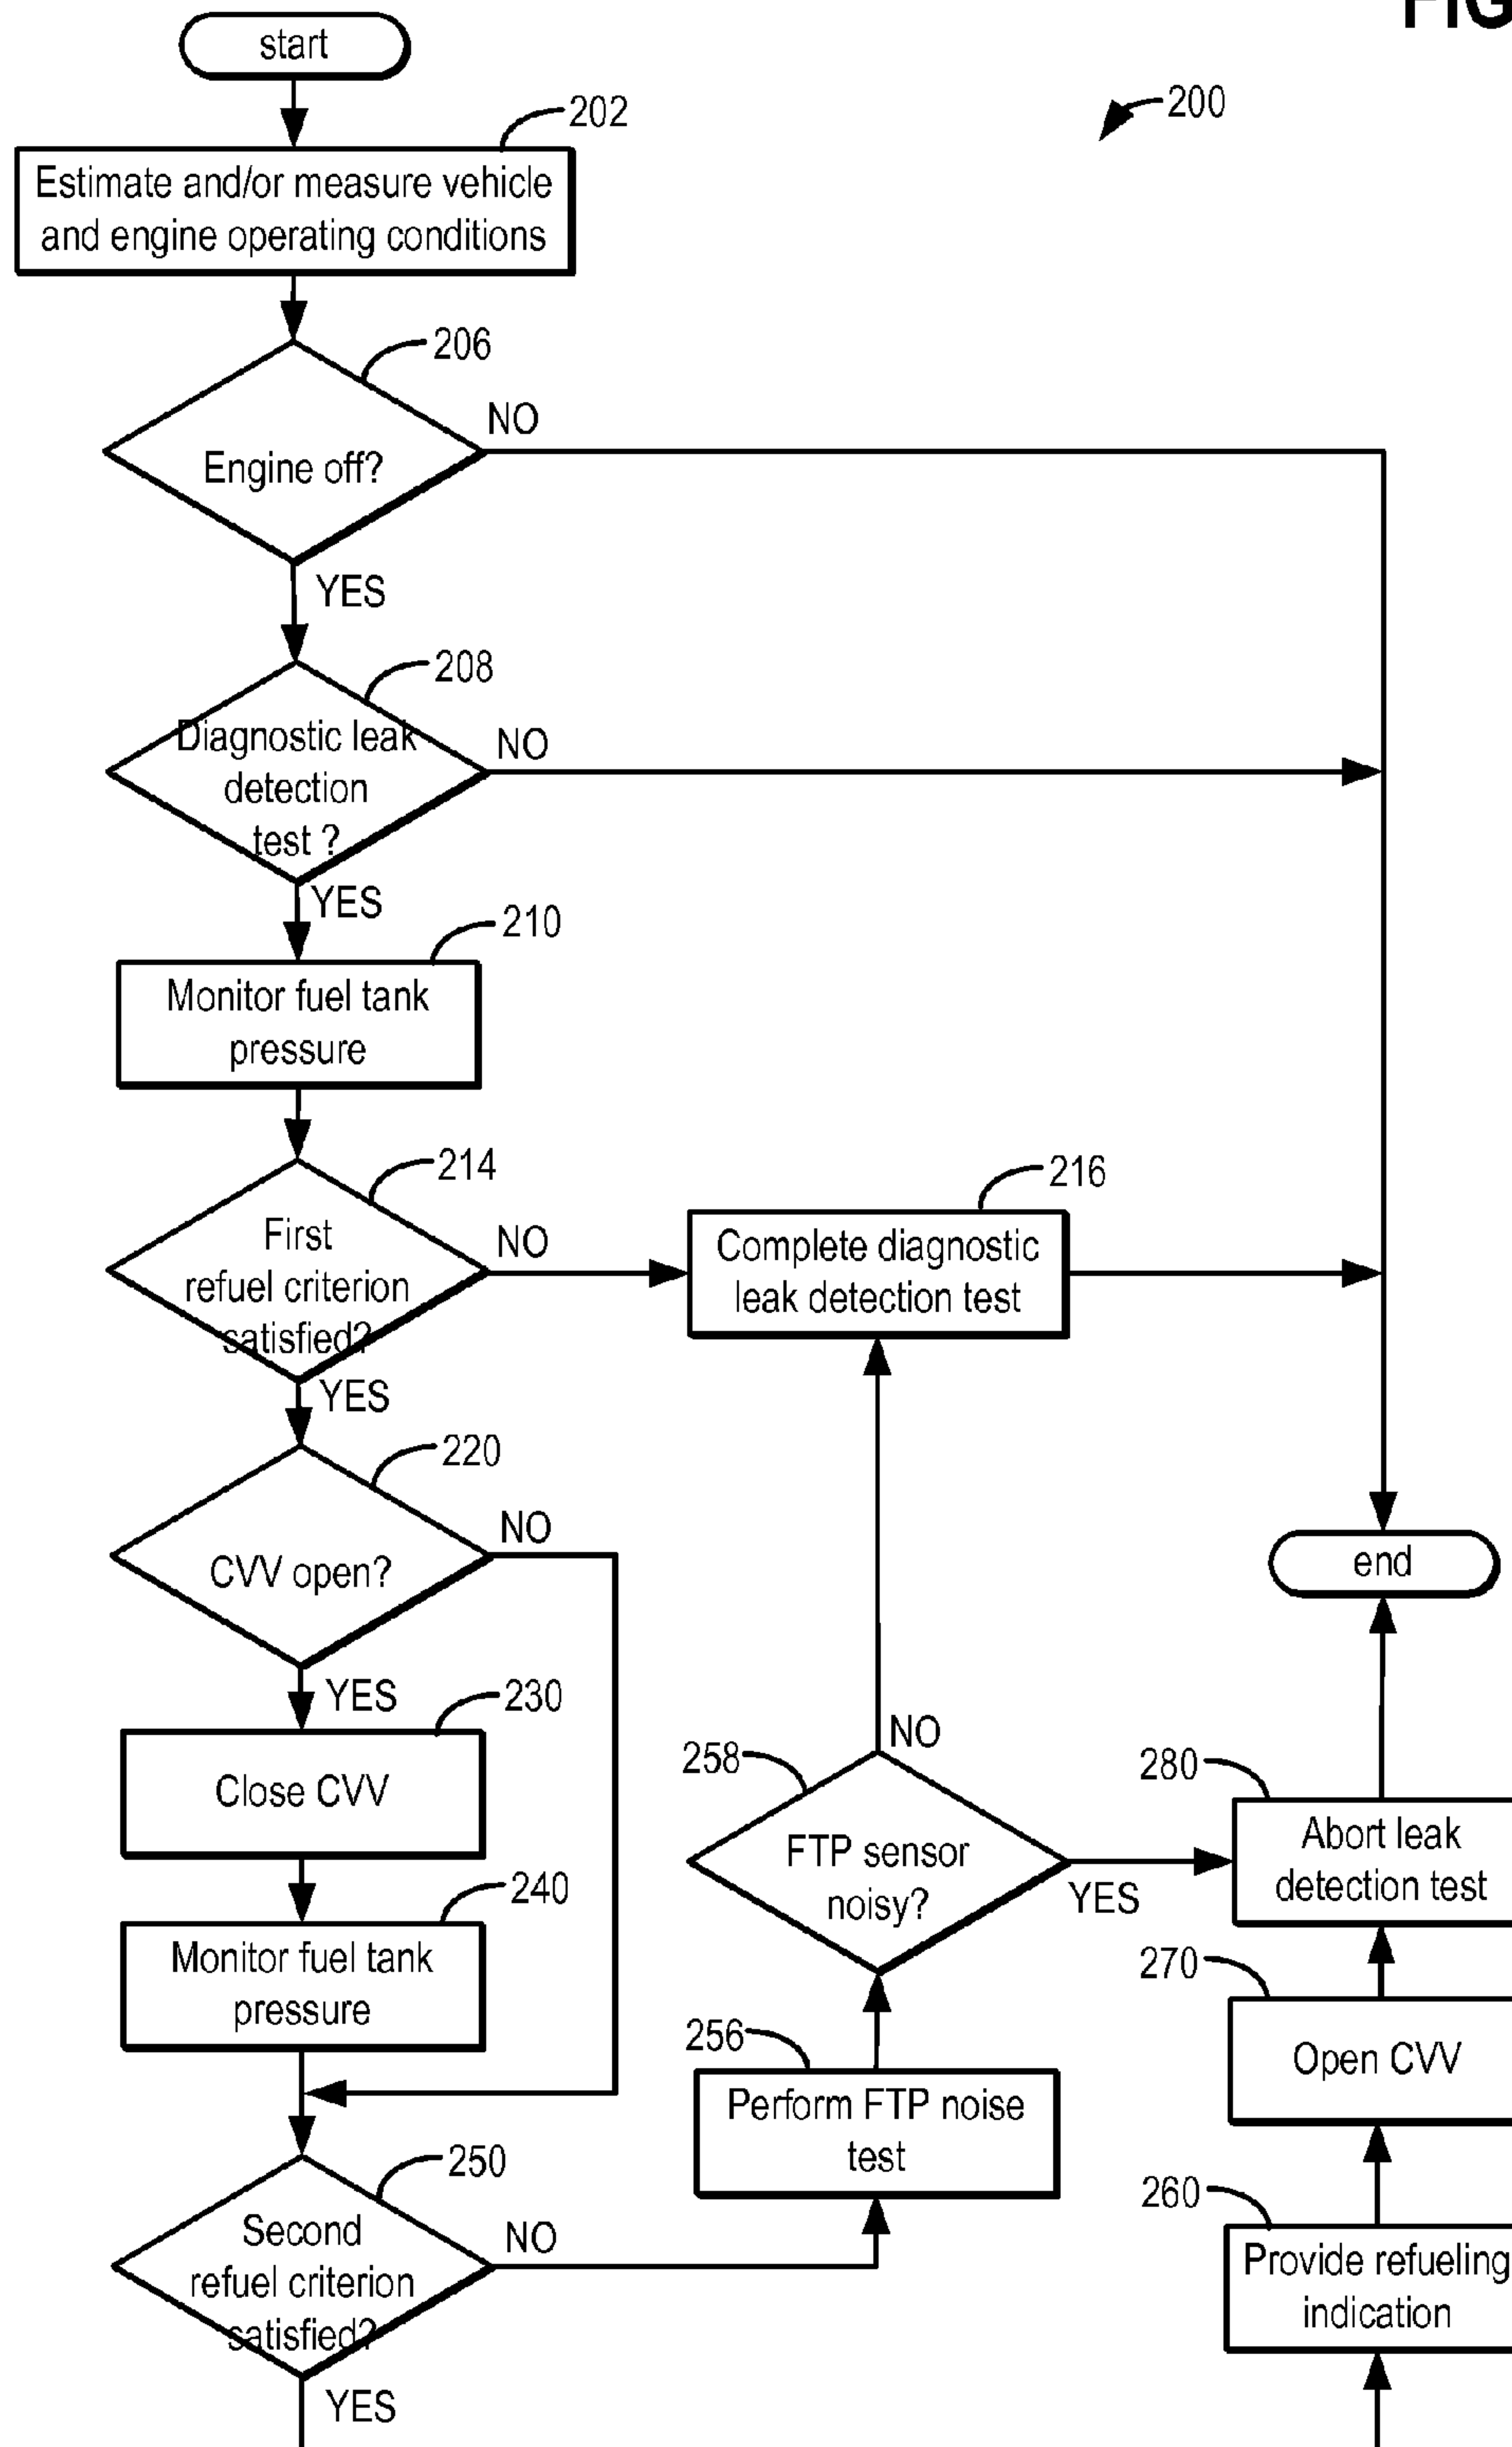 FIG
start
200
202
Estimate and/or measure vehicle
and engine operating conditions
206
NO
Engine off?
YES
208
Diagnostic leak
detection
test ?
NO
YES
210
Monitor fuel tank
pressure
214
First
refuel criterion
satisfied?
NO
216
Complete diagnostic
leak detection test
YES
220
NO
CVV open?
end
YES
230
Close CVV
240
Monitor fuel tank
pressure
258
NO
FTP sensor
noisy?
YES
280
Abort leak
detection test
270
Open CVV
256
Perform FTP noise
test
250
Second
refuel criterion
satisfied?
NO
260
Provide refueling
indication
YES